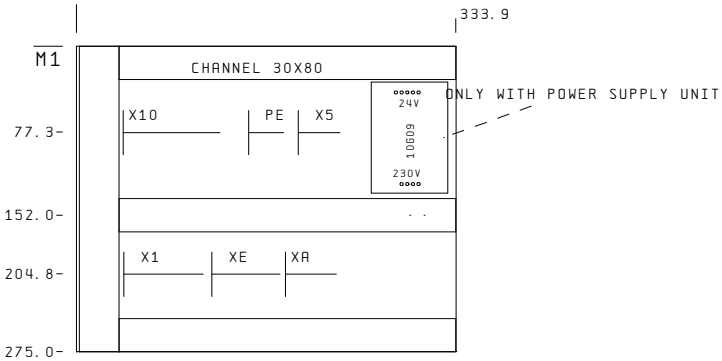 333.9
M1
CHANNEL 30X80
ONLY WITH POWER SUPPLY UNIT
24V
X10 PE X5
77.3-
10609
230V
152.0-
X1 XE XA
204.8-
275.0-